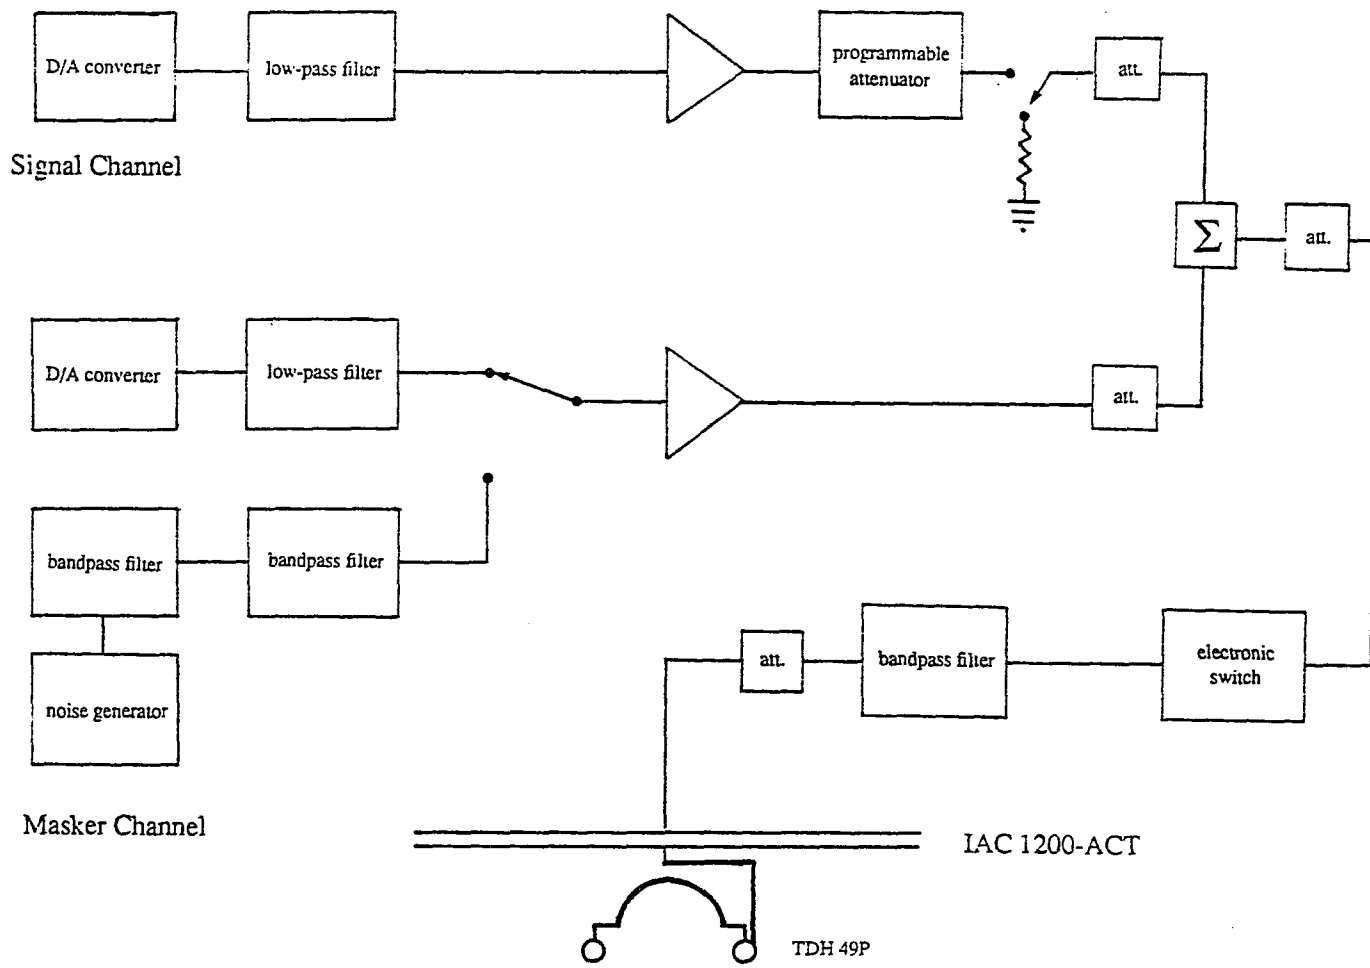 D/A converter
low-pass filter
programmable
attenuator
att.
Signal Channel
Σ
att.
D/A converter
low-pass filter
att.
bandpass filter
bandpass filter
noise generator
att.
bandpass filter
electronic
switch
Masker Channel
IAC 1200-ACT
TDH 49P